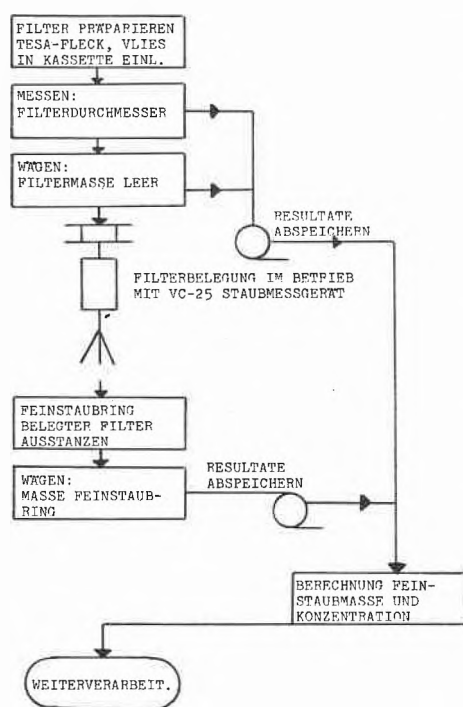 FILTER PRÄPARIEREN
TESA-FLECK, VLIES
IN KASSETTE EINL.
MESSEN:
FILTERDURCHMESSER
WÄGEN:
FILTERMASSE LEER
RESULTATE
ABSPEICHERN
FILTERBELEGUNG IM BETRIEB
MIT VC-25 STAUBMESSGERÄT
FEINSTAUBRING
BELEGTER FILTER
AUSSTANZEN
WÄGEN:
MASSE FEINSTAUB-
RING
RESULTATE
ABSPEICHERN
BERECHNUNG FEIN-
STAUBMASSE UND
KONZENTRATION
WEITERVERARBEIT.